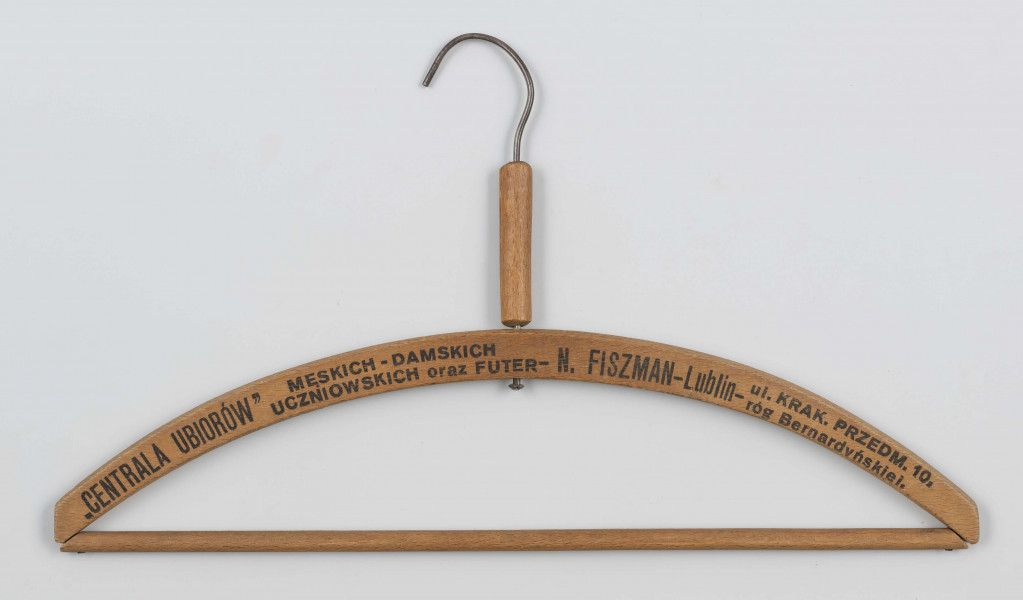 „CENTRALA UBIORÓW”
MĘSKICH - DAMSKICH
UCZNIOWSKICH oraz FUTER–
N. FISZMAN–Lublin–
ul. KRAK. PRZEDM. 10,
róg Bernardyńskiej.